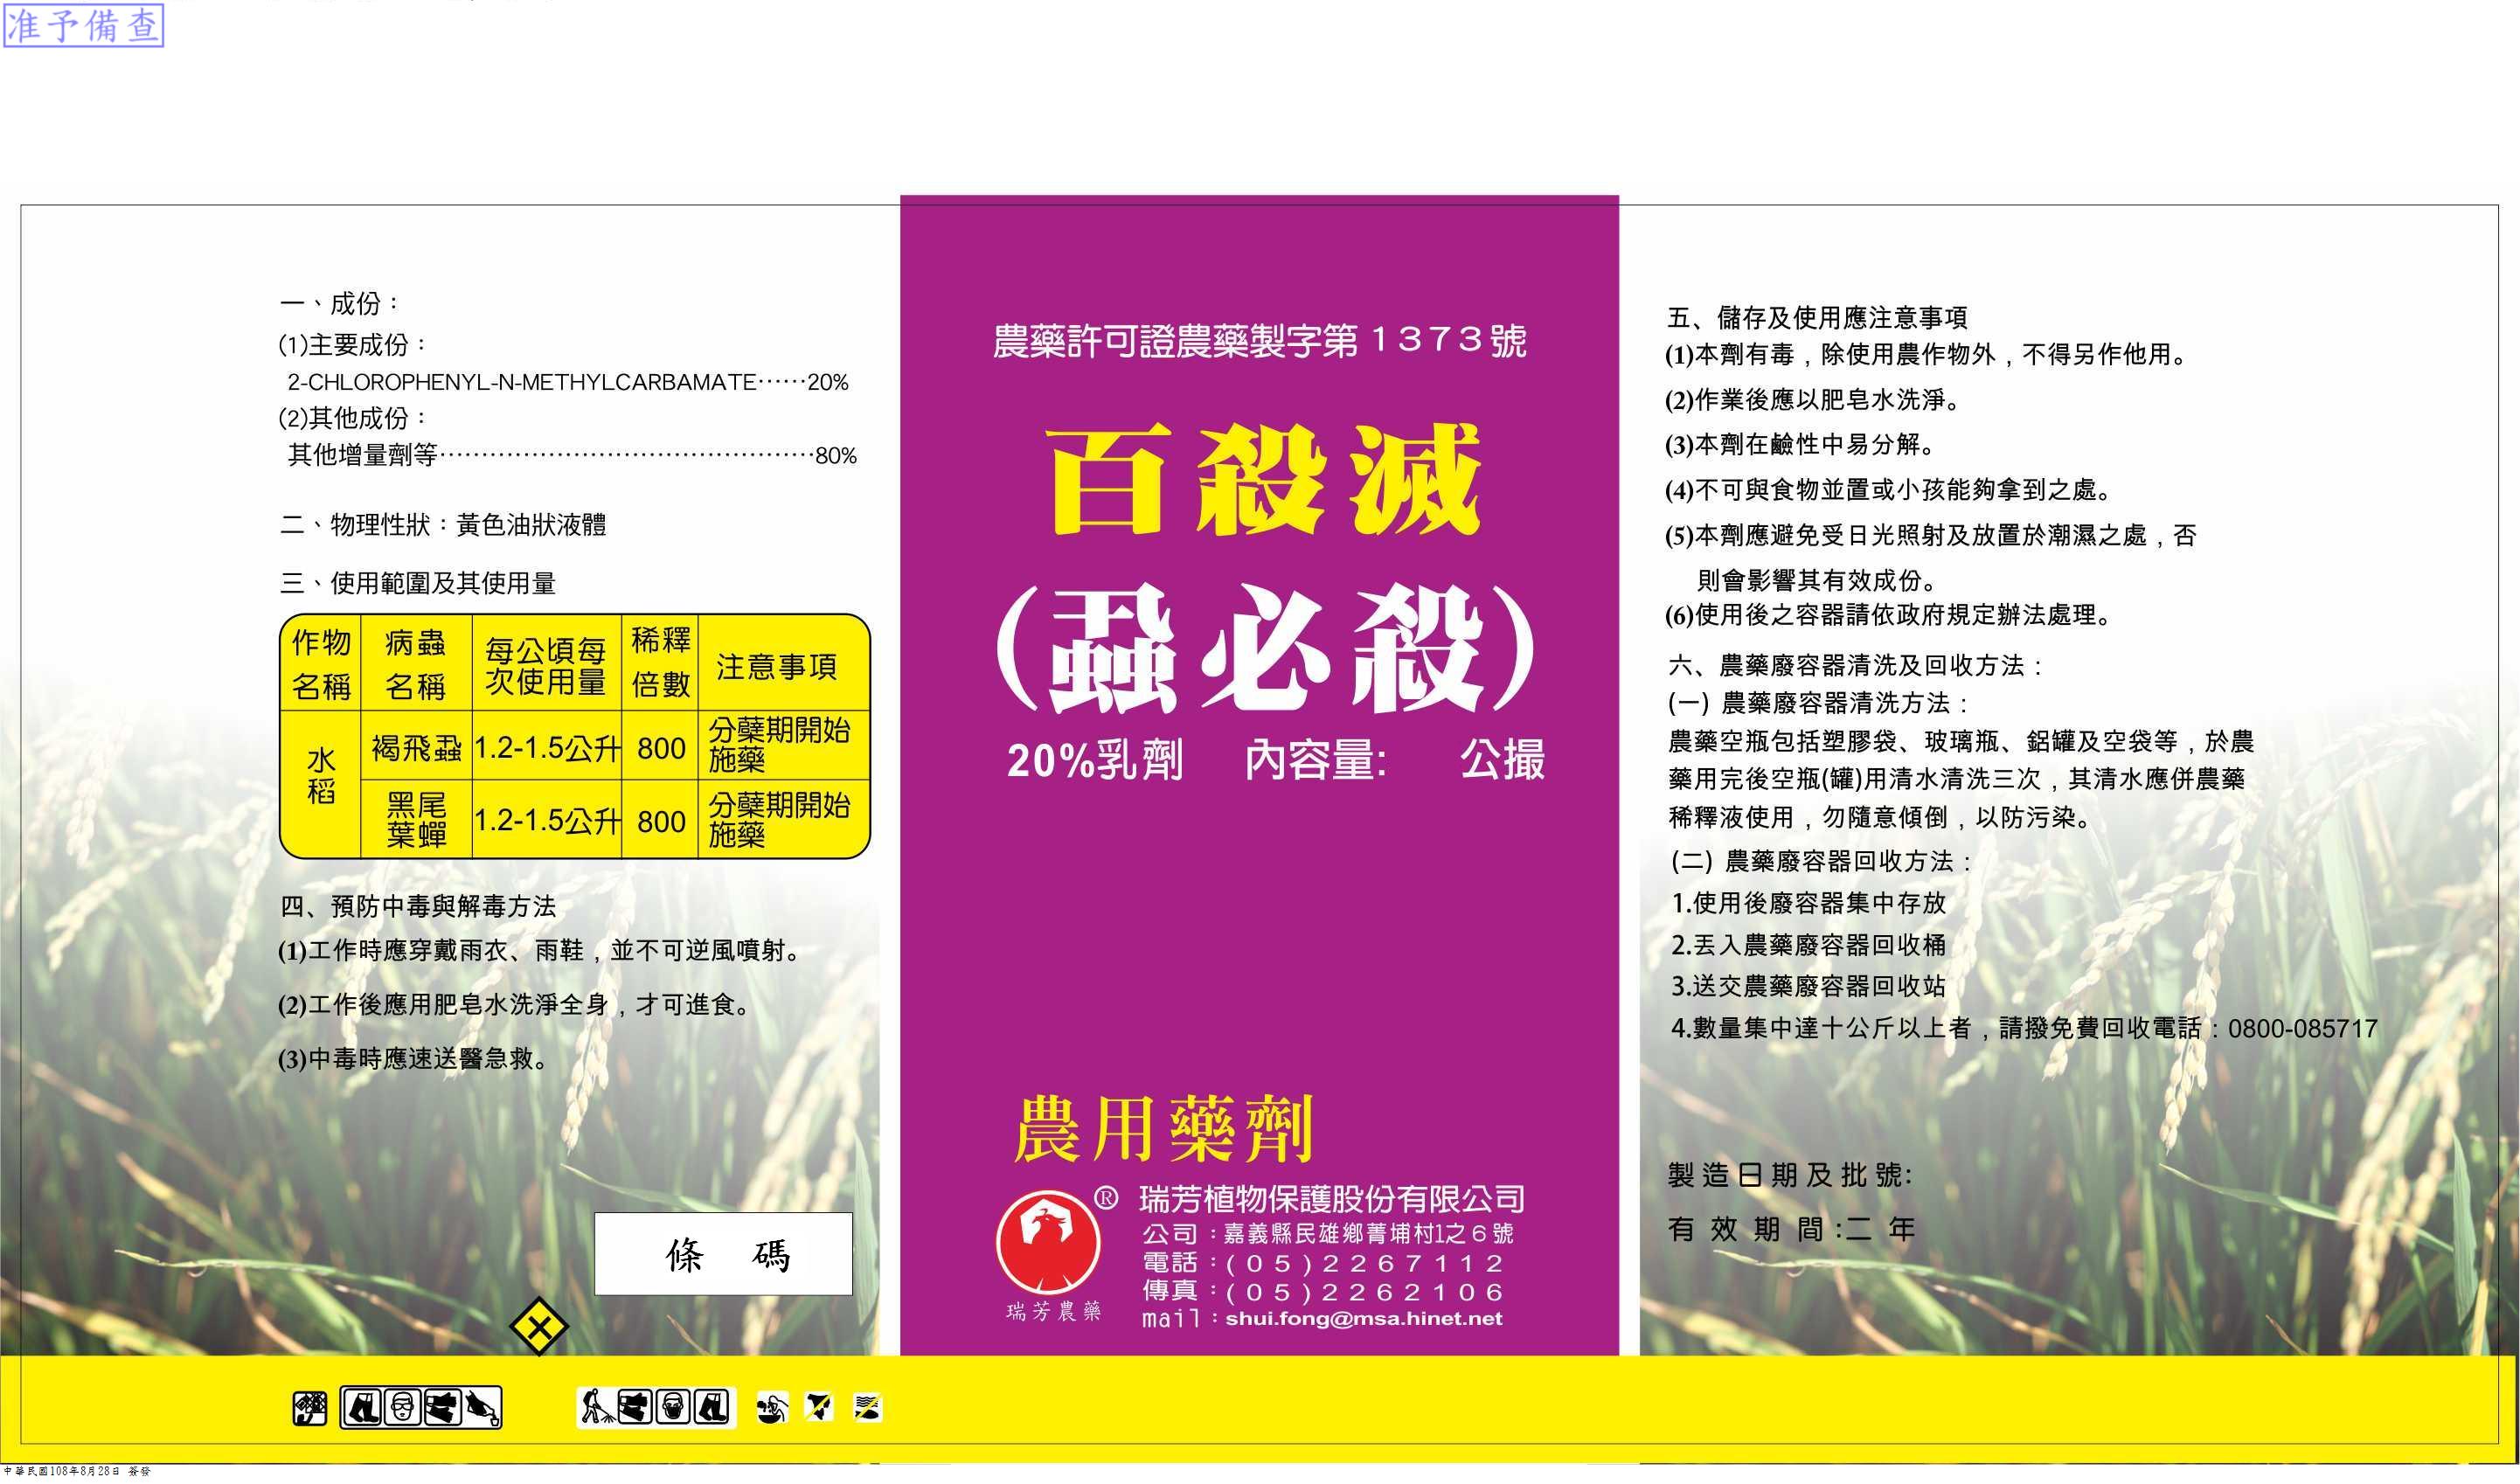 准予備查
一、成份：
(1)主要成份：
2-CHLOROPHENYL-N-METHYLCARBAMATE……20%
(2)其他成份：
其他增量劑等………………………………………80%
二、物理性狀：黃色油狀液體
三、使用範圍及其使用量
作物名稱 病蟲名稱 每公頃每次使用量 稀釋倍數 注意事項
水稻 褐飛蝨 1.2-1.5公升 800 分蘗期開始施藥
黑尾葉蟬 1.2-1.5公升 800 分蘗期開始施藥
四、預防中毒與解毒方法
(1)工作時應穿戴雨衣、雨鞋，並不可逆風噴射。
(2)工作後應用肥皂水洗淨全身，才可進食。
(3)中毒時應速送醫急救。
條 碼
農藥許可證農藥製字第1373號
百殺滅
(蝨必殺)
20%乳劑 內容量: 公撮
農用藥劑
®
瑞芳農藥
瑞芳植物保護股份有限公司
公司：嘉義縣民雄鄉菁埔村1之6號
電話：(05)2267112
傳真：(05)2262106
mail：shui.fong@msa.hinet.net
五、儲存及使用應注意事項
(1)本劑有毒，除使用農作物外，不得另作他用。
(2)作業後應以肥皂水洗淨。
(3)本劑在鹼性中易分解。
(4)不可與食物並置或小孩能夠拿到之處。
(5)本劑應避免受日光照射及放置於潮濕之處，否
則會影響其有效成份。
(6)使用後之容器請依政府規定辦法處理。
六、農藥廢容器清洗及回收方法：
(一) 農藥廢容器清洗方法：
農藥空瓶包括塑膠袋、玻璃瓶、鋁罐及空袋等，於農
藥用完後空瓶(罐)用清水清洗三次，其清水應併農藥
稀釋液使用，勿隨意傾倒，以防污染。
(二) 農藥廢容器回收方法：
1.使用後廢容器集中存放
2.丟入農藥廢容器回收桶
3.送交農藥廢容器回收站
4.數量集中達十公斤以上者，請撥免費回收電話：0800-085717
製造日期及批號:
有效期間:二年
中華民國108年8月28日 簽發